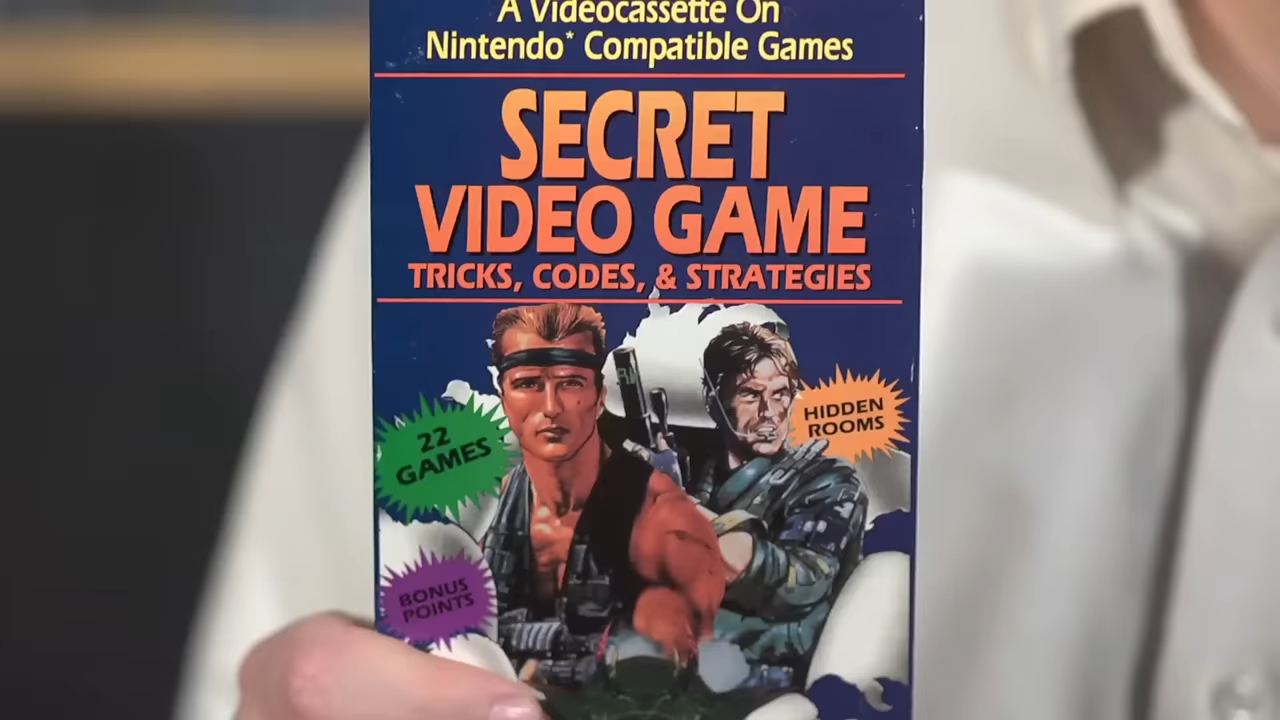 A Videocassette On
Nintendo* Compatible Games
SECRET
VIDEO GAME
TRICKS, CODES, & STRATEGIES
HIDDEN
ROOMS
22
GAMES
BONUS
POINTS